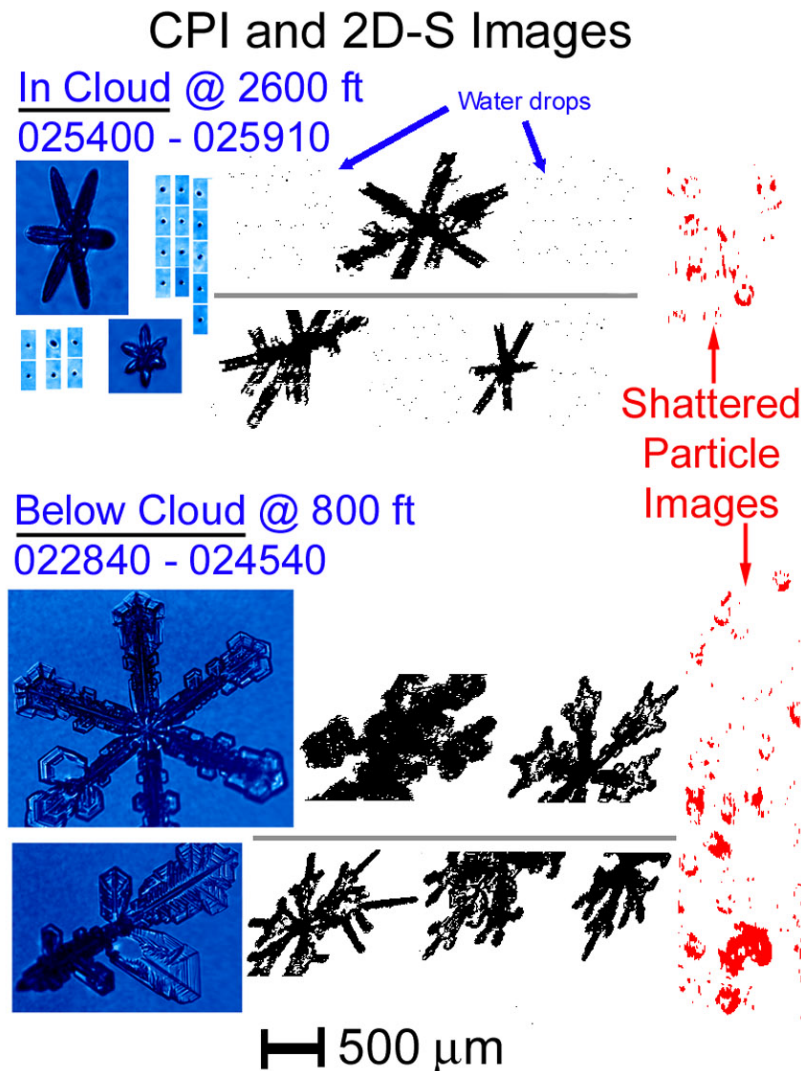 CPI and 2D-S Images
In Cloud @ 2600 ft
025400 - 025910
Water drops
Shattered
Particle
Images
Below Cloud @ 800 ft
022840 - 024540
500 μm